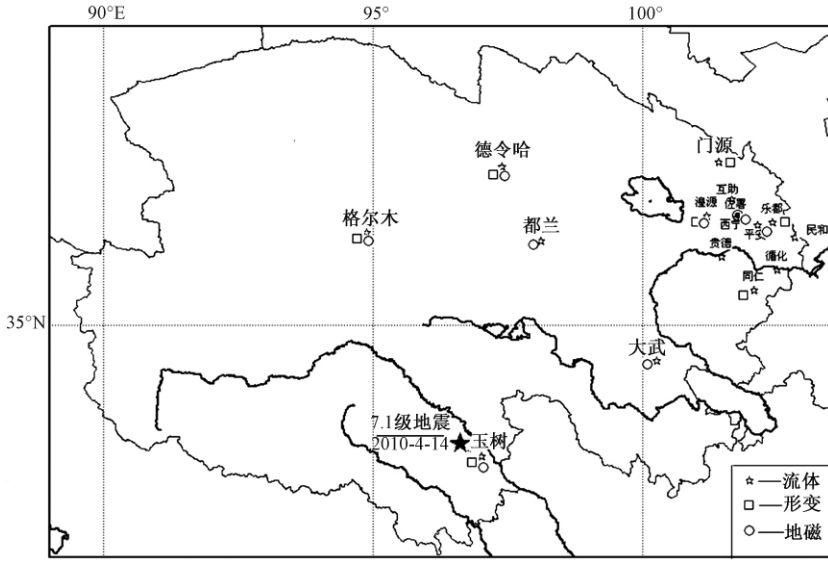 90°E
95°
100°
门源
德令哈
互助
湟源
乐都
格尔木
都兰
西宁
平安
民和
贵德
循化
同仁
35°N
大武
7.1级地震
玉树
2010-4-14
—流体
—形变
—地磁